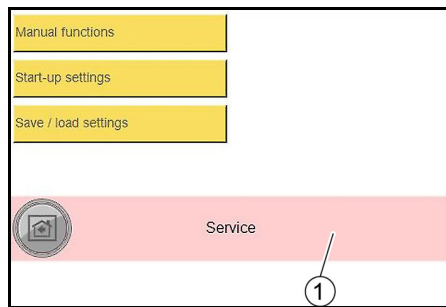 Manual functions
Start-up settings
Save / load settings
Service
1